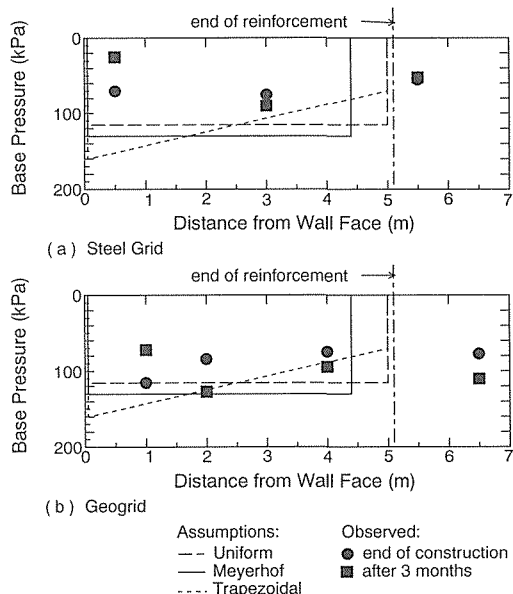 end of reinforcement
Base Pressure (kPa)
0
100
200
0 1 2 3 4 5 6 7
Distance from Wall Face (m)
( a ) Steel Grid
end of reinforcement
Base Pressure (kPa)
0
100
200
0 1 2 3 4 5 6 7
Distance from Wall Face (m)
( b ) Geogrid
Assumptions: Observed:
Uniform end of construction
Meyerhof after 3 months
Trapezoidal